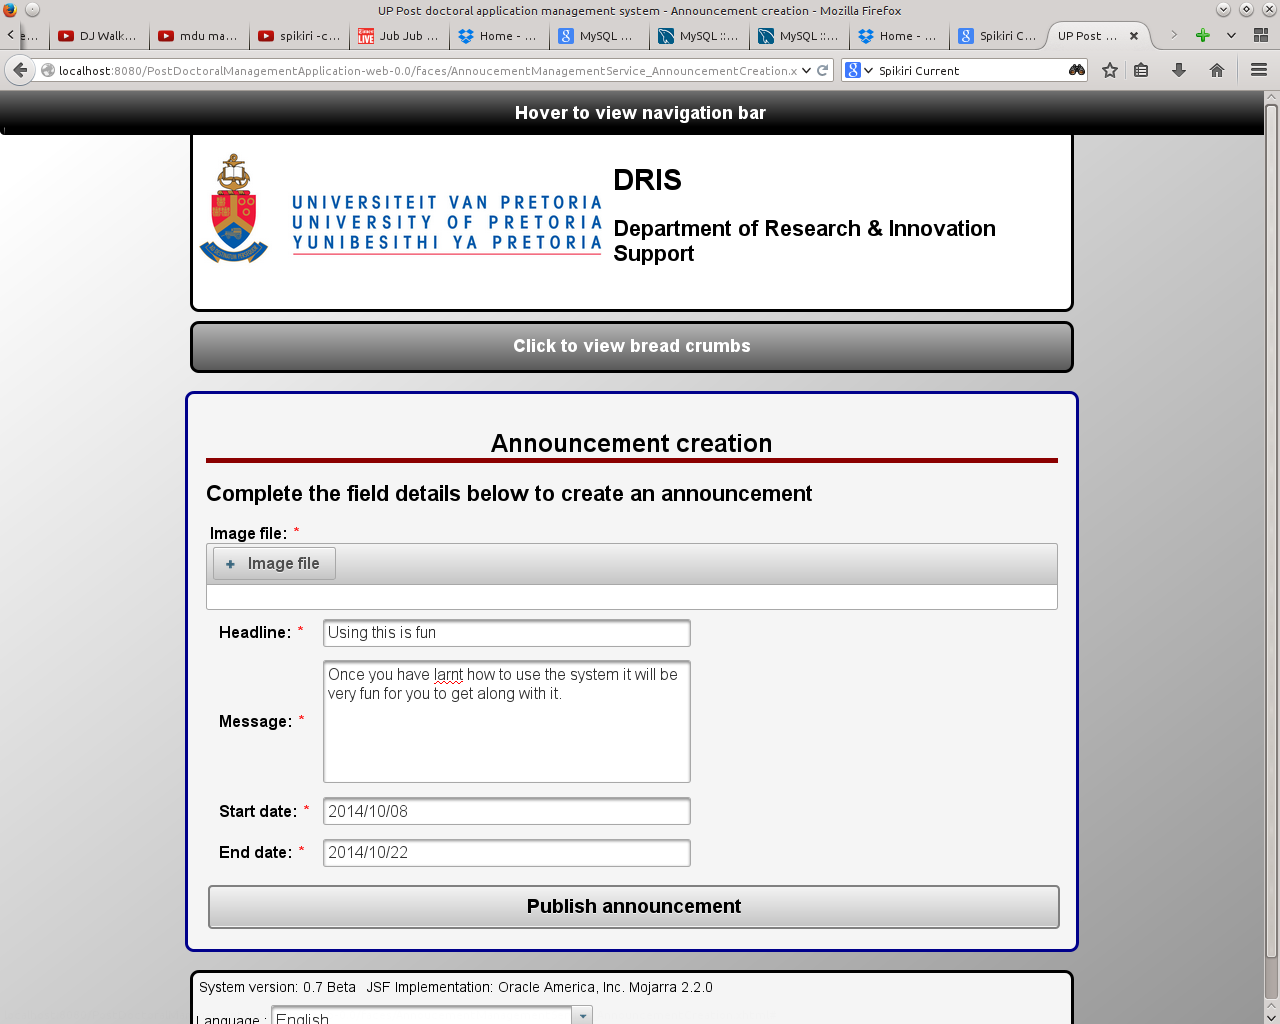 UP Post doctoral application management system - Announcement creation - Mozilla Firefox
DJ Walk...
mdu ma...
spikiri -c...
Jub Jub ...
Home - ...
MySQL ...
MySQL ::...
MySQL ::...
Home - ...
Spikiri C...
UP Post ...
localhost:8080/PostDoctoralManagementApplication-web-0.0/faces/AnnoucementManagementService_AnnouncementCreation.x
Spikiri Current
Hover to view navigation bar
UNIVERSITEIT VAN PRETORIA
UNIVERSITY OF PRETORIA
YUNIBESITHI YA PRETORIA
DRIS
Department of Research & Innovation
Support
Click to view bread crumbs
Announcement creation
Complete the field details below to create an announcement
Image file: *
+ Image file
Headline: * Using this is fun
Once you have larnt how to use the system it will be
very fun for you to get along with it.
Message: *
Start date: * 2014/10/08
End date: * 2014/10/22
Publish announcement
System version: 0.7 Beta JSF Implementation: Oracle America, Inc. Mojarra 2.2.0
Language : English